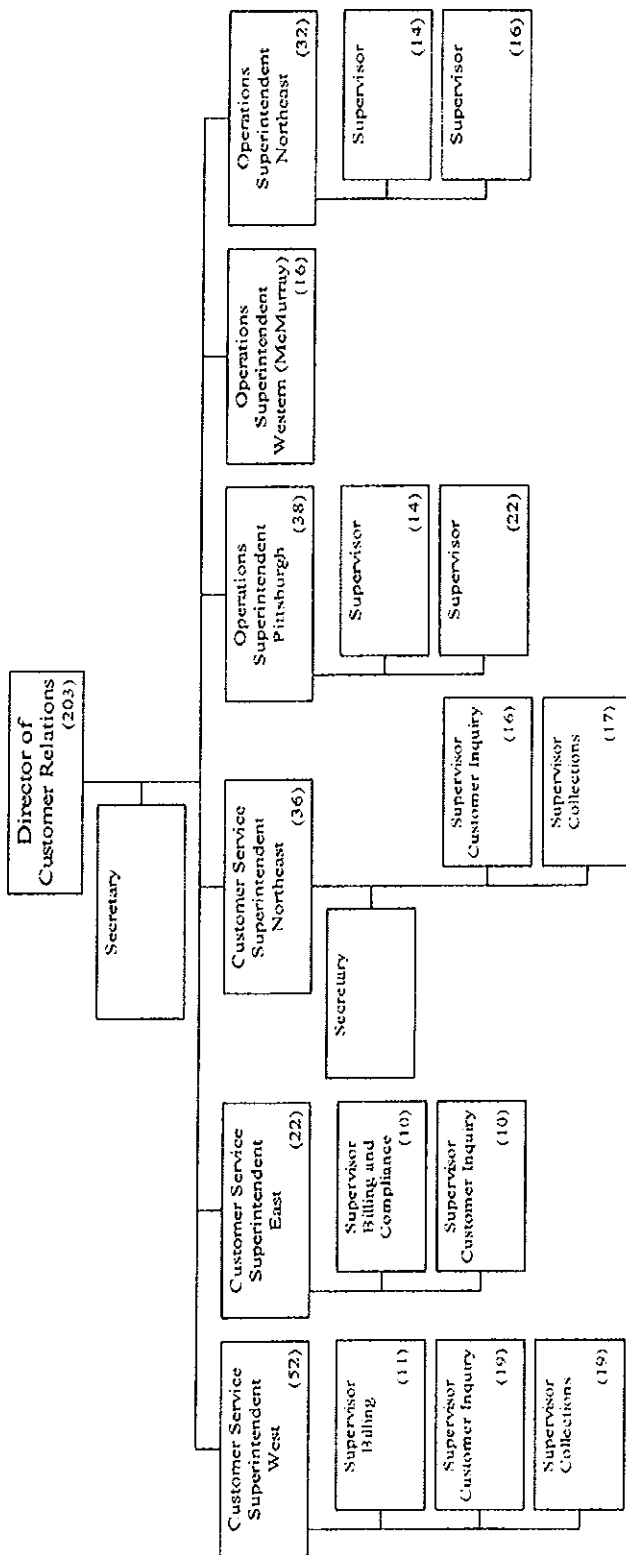 Director of
Customer Relations
(203)
Secretary
Customer Service
Superintendent
West
(52)
Supervisor
Billing
(11)
Supervisor
Customer Inquiry
(19)
Supervisor
Collections
(19)
Customer Service
Superintendent
East
(22)
Supervisor
Billing and
Compliance
(10)
Supervisor
Customer Inquiry
(10)
Customer Service
Superintendent
Northeast
(36)
Secretary
Supervisor
Customer Inquiry
(16)
Supervisor
Collections
(17)
Operations
Superintendent
Pittsburgh
(38)
Supervisor
(14)
Supervisor
(22)
Operations
Superintendent
Western (McMurray)
(16)
Operations
Superintendent
Northeast
(32)
Supervisor
(14)
Supervisor
(16)